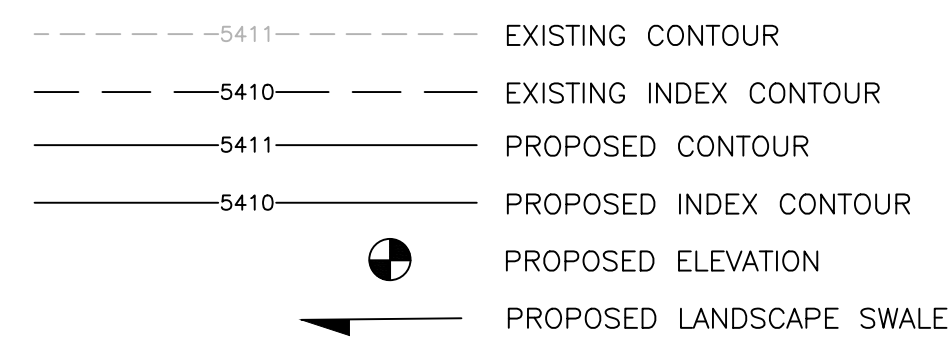 5411 EXISTING CONTOUR
5410 EXISTING INDEX CONTOUR
5411 PROPOSED CONTOUR
5410 PROPOSED INDEX CONTOUR
PROPOSED ELEVATION
PROPOSED LANDSCAPE SWALE